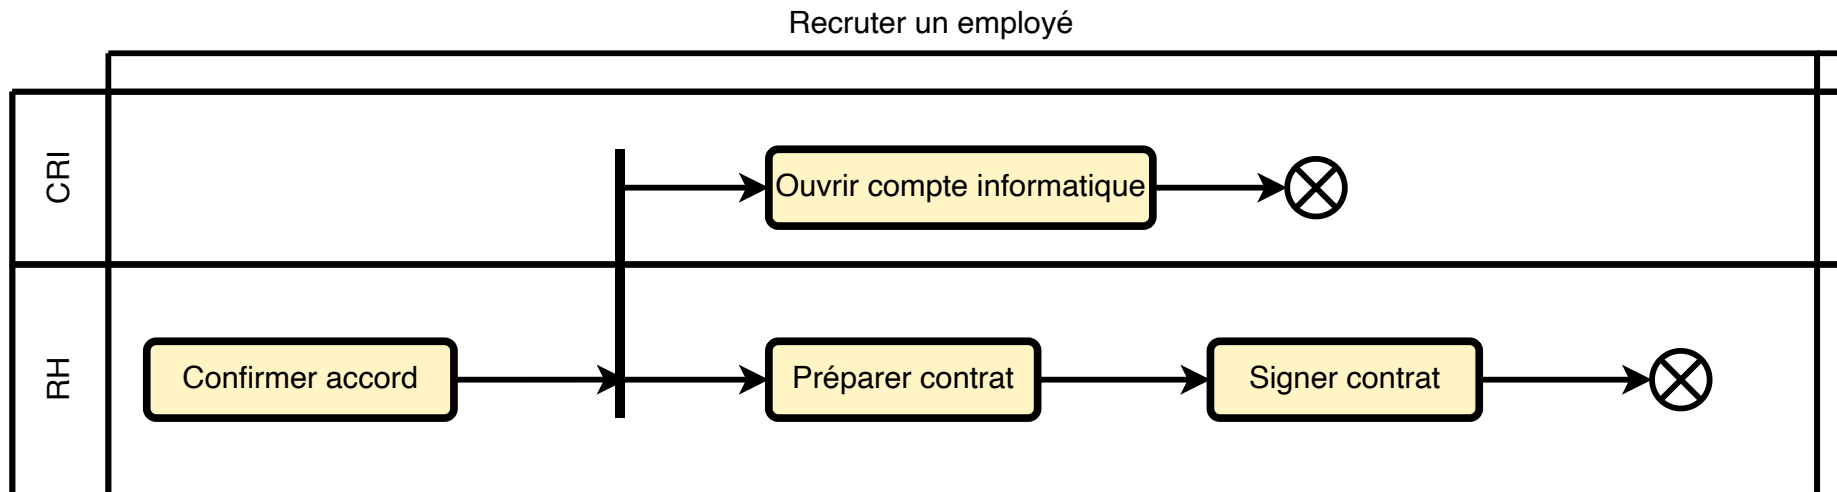 Recruter un employé
CRI
Ouvrir compte informatique
RH
Confirmer accord
Préparer contrat
Signer contrat